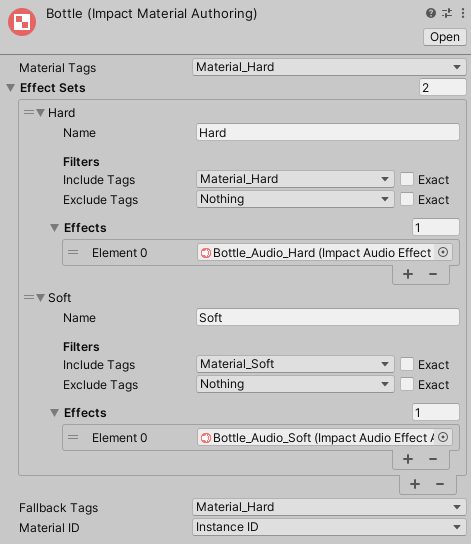 Bottle (Impact Material Authoring)
Open
Material Tags Material_Hard
Effect Sets 2
Hard
Name Hard
Filters
Include Tags Material_Hard Exact
Exclude Tags Nothing Exact
Effects 1
Element 0 Bottle_Audio_Hard (Impact Audio Effect
+ −
Soft
Name Soft
Filters
Include Tags Material_Soft Exact
Exclude Tags Nothing Exact
Effects 1
Element 0 Bottle_Audio_Soft (Impact Audio Effect A
+ −
+ −
Fallback Tags Material_Hard
Material ID Instance ID